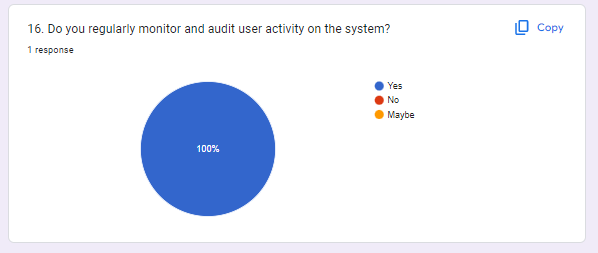 16. Do you regularly monitor and audit user activity on the system?
Copy
1 response
Yes
No
Maybe
100%